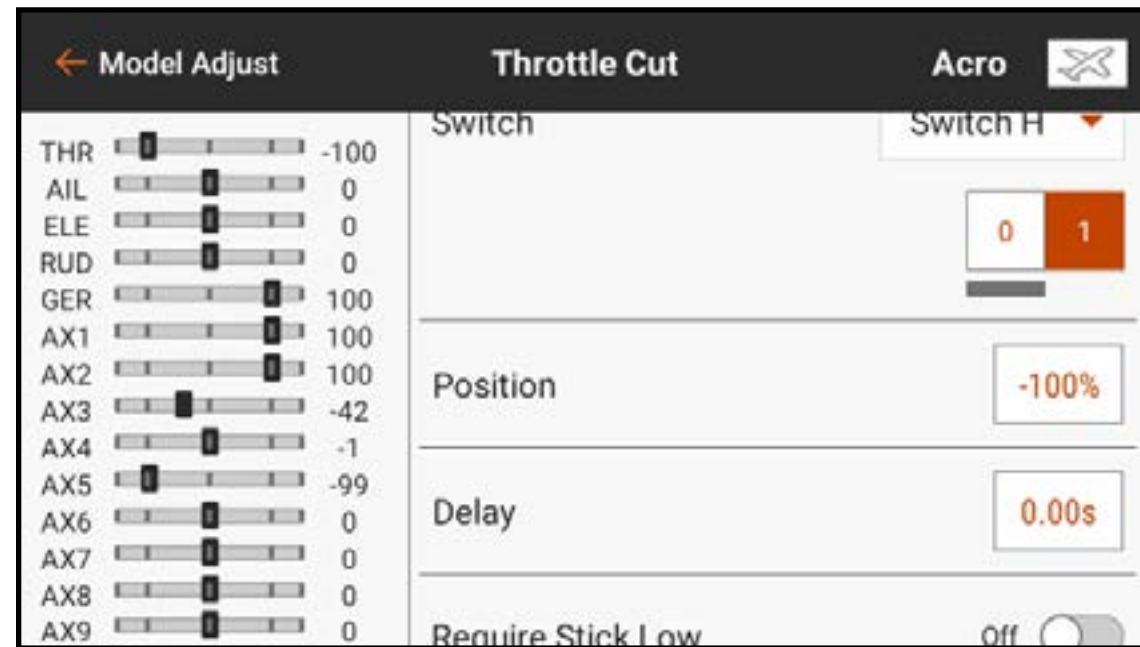 Model Adjust Throttle Cut Acro
THR -100
AIL 0
ELE 0
RUD 0
GER 100
AX1 100
AX2 100
AX3 -42
AX4 -1
AX5 -99
AX6 0
AX7 0
AX8 0
AX9 0
Switch Switch H
0 1
Position -100%
Delay 0.00s
Require Stick Low Off